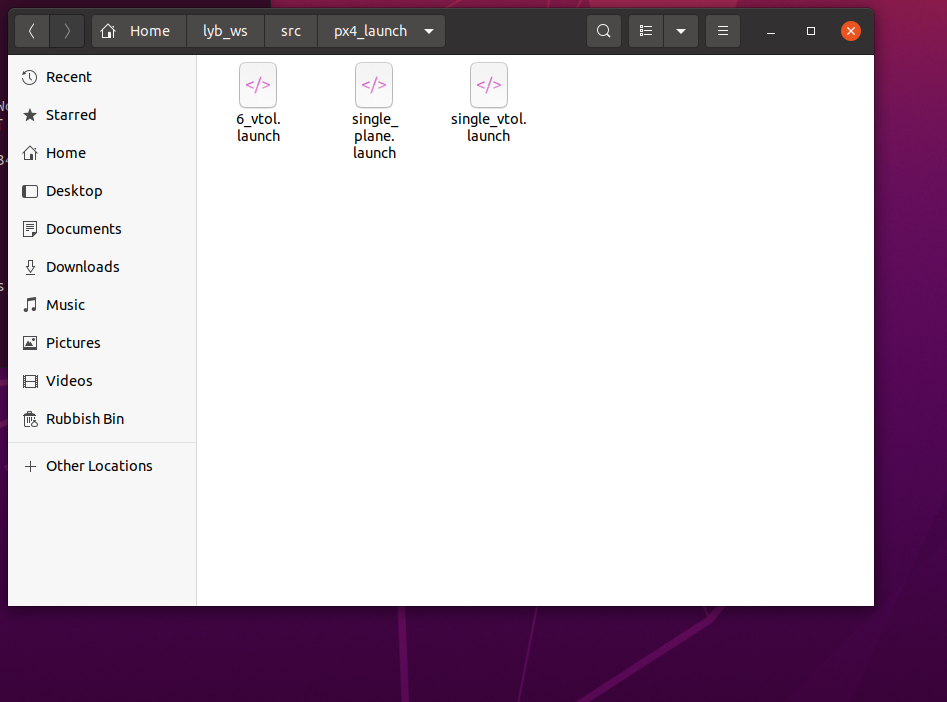 Home lyb_ws src px4_launch
Recent
Starred
Home
Desktop
Documents
Downloads
Music
Pictures
Videos
Rubbish Bin
Other Locations
6_vtol.
launch
single_
plane.
launch
single_vtol.
launch